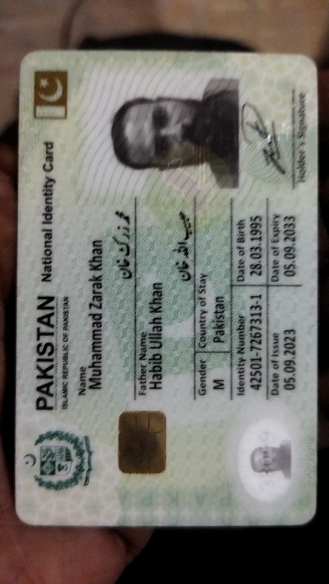 PAKISTAN National Identity Card
ISLAMIC REPUBLIC OF PAKISTAN
Name
Muhammad Zarak Khan
محمد زرک خان
Father Name
Habib Ullah Khan
حبیب اللہ خان
Gender Country of Stay
M Pakistan
Identity Number Date of Birth
42501-7267313-1 28.03.1995
Date of Issue Date of Expiry
05.09.2023 05.09.2033
Holder's Signature